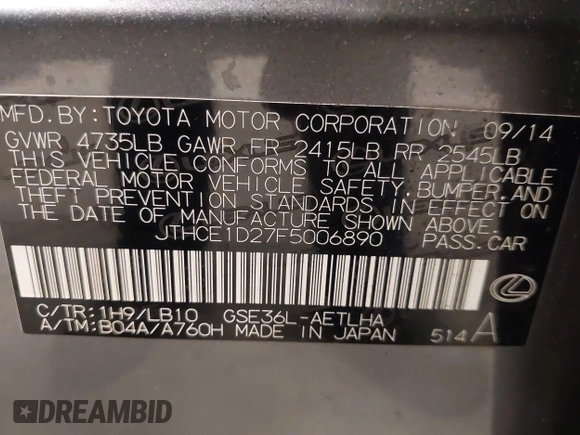 MFD.BY:TOYOTA MOTOR CORPORATION 09/14
GVWR 4735LB GAWR FR 2415LB RR 2545LB
THIS VEHICLE CONFORMS TO ALL APPLICABLE
FEDERAL MOTOR VEHICLE SAFETY,BUMPER,AND
THEFT PREVENTION STANDARDS IN EFFECT ON
THE DATE OF MANUFACTURE SHOWN ABOVE.
JTHCE1D27F5006890 PASS.CAR
C/TR:1H9/LB10 GSE36L-AETLHA
A/TM:B04A/A760H MADE IN JAPAN 514A
DREAMBID